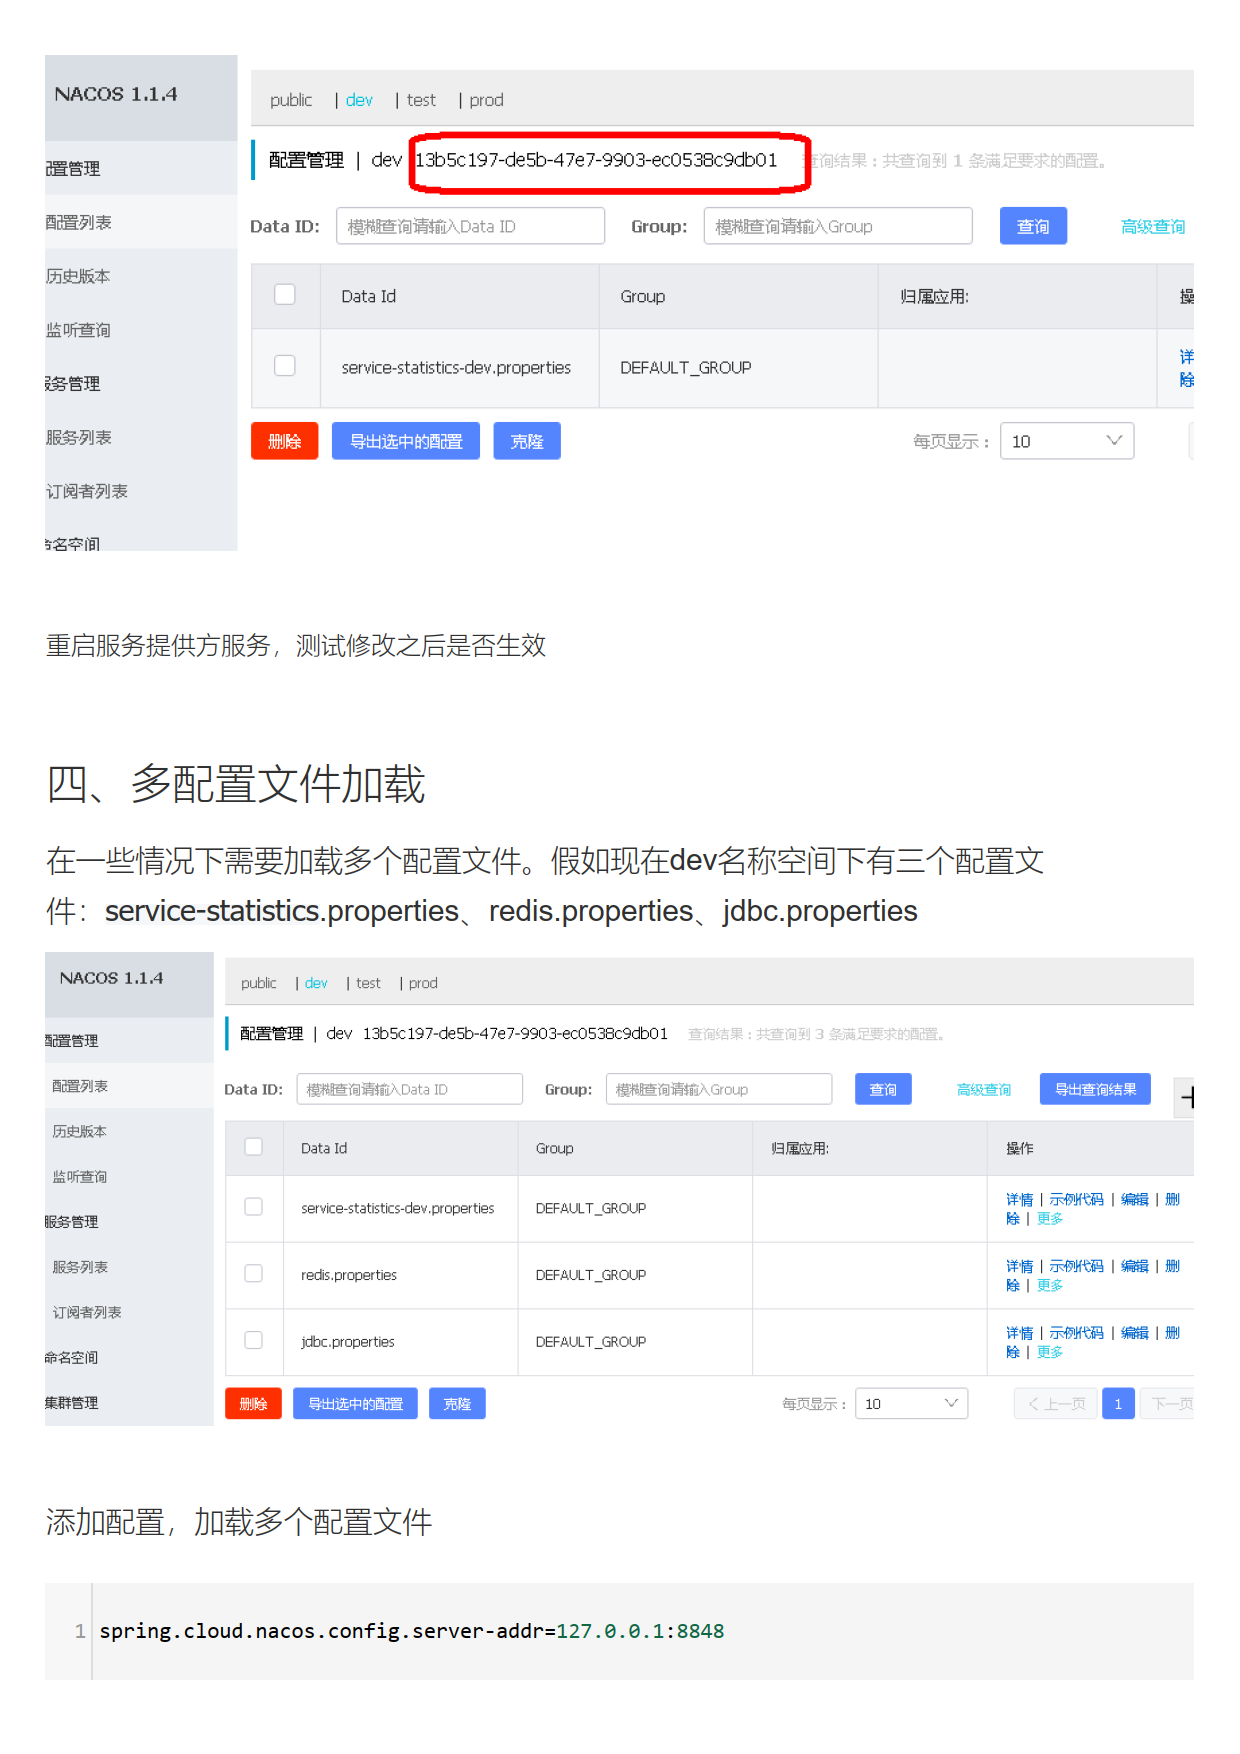 NACOS 1.1.4
public | dev | test | prod
配置管理 | dev 13b5c197-de5b-47e7-9903-ec0538c9db01 查询结果：共查询到 1 条满足要求的配置。
配置管理
配置列表
历史版本
监听查询
服务管理
服务列表
订阅者列表
命名空间
Data ID: 模糊查询请输入Data ID Group: 模糊查询请输入Group 查询 高级查询
Data Id Group 归属应用: 操
service-statistics-dev.properties DEFAULT_GROUP 详
除
删除 导出选中的配置 克隆 每页显示： 10
重启服务提供方服务，测试修改之后是否生效
四、多配置文件加载
在一些情况下需要加载多个配置文件。假如现在dev名称空间下有三个配置文
件：service-statistics.properties、redis.properties、jdbc.properties
NACOS 1.1.4
public | dev | test | prod
配置管理 | dev 13b5c197-de5b-47e7-9903-ec0538c9db01 查询结果：共查询到 3 条满足要求的配置。
配置管理
配置列表
历史版本
监听查询
服务管理
服务列表
订阅者列表
命名空间
集群管理
Data ID: 模糊查询请输入Data ID Group: 模糊查询请输入Group 查询 高级查询 导出查询结果 +
Data Id Group 归属应用: 操作
service-statistics-dev.properties DEFAULT_GROUP 详情 | 示例代码 | 编辑 | 删
除 | 更多
redis.properties DEFAULT_GROUP 详情 | 示例代码 | 编辑 | 删
除 | 更多
jdbc.properties DEFAULT_GROUP 详情 | 示例代码 | 编辑 | 删
除 | 更多
删除 导出选中的配置 克隆 每页显示： 10 < 上一页 1 下一页
添加配置，加载多个配置文件
1 spring.cloud.nacos.config.server-addr=127.0.0.1:8848